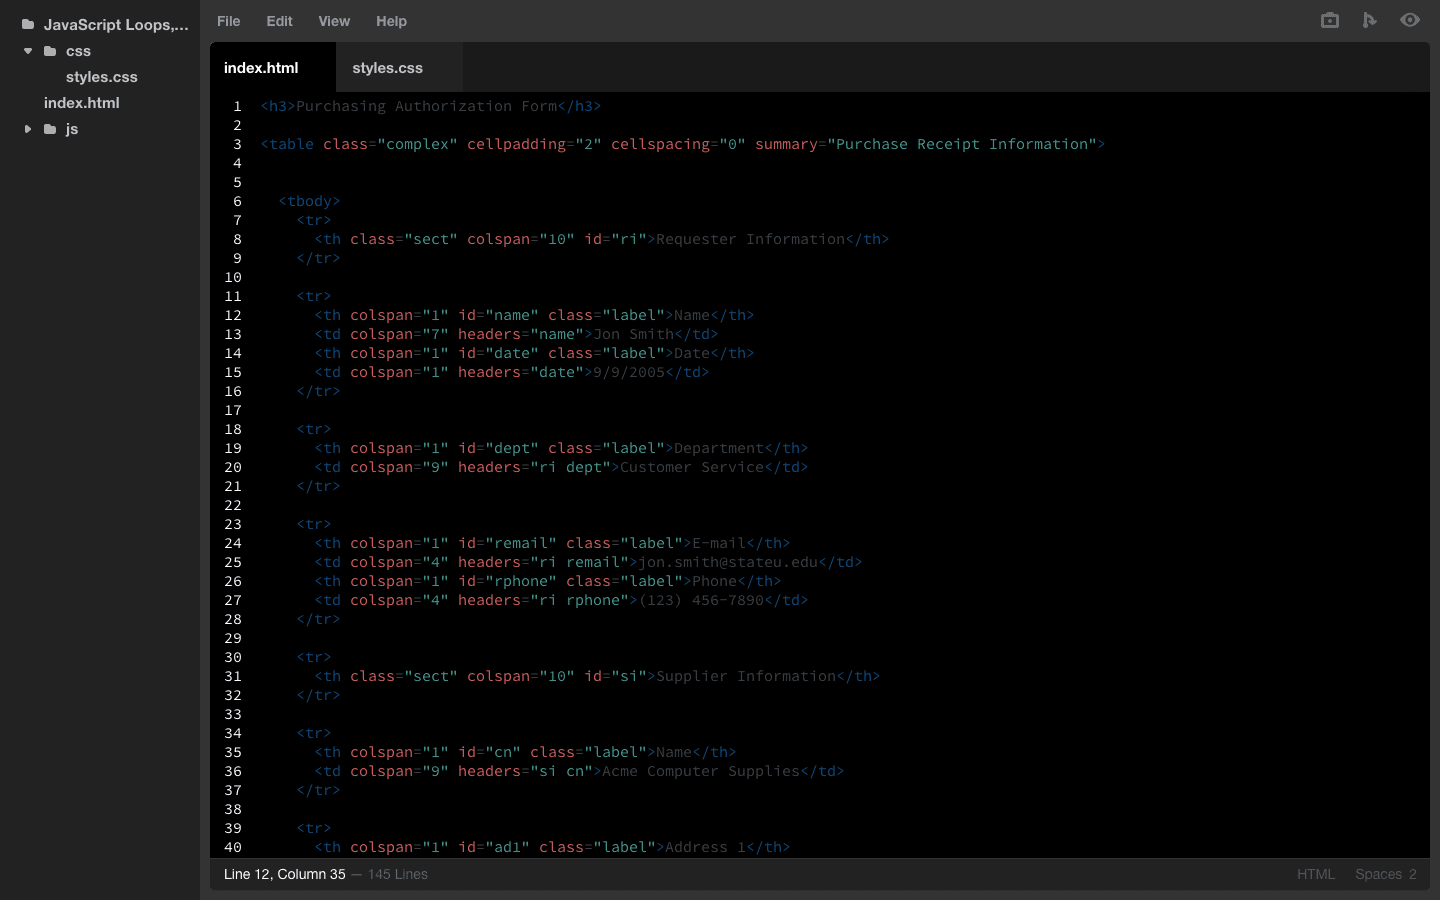 JavaScript Loops,...
css
styles.css
index.html
js
File Edit View Help
index.html styles.css
1 <h3>Purchasing Authorization Form</h3>
2
3 <table class="complex" cellpadding="2" cellspacing="0" summary="Purchase Receipt Information">
4
5
6 <tbody>
7 <tr>
8 <th class="sect" colspan="10" id="ri">Requester Information</th>
9 </tr>
10
11 <tr>
12 <th colspan="1" id="name" class="label">Name</th>
13 <td colspan="7" headers="name">Jon Smith</td>
14 <th colspan="1" id="date" class="label">Date</th>
15 <td colspan="1" headers="date">9/9/2005</td>
16 </tr>
17
18 <tr>
19 <th colspan="1" id="dept" class="label">Department</th>
20 <td colspan="9" headers="ri dept">Customer Service</td>
21 </tr>
22
23 <tr>
24 <th colspan="1" id="remail" class="label">E-mail</th>
25 <td colspan="4" headers="ri remail">jon.smith@stateu.edu</td>
26 <th colspan="1" id="rphone" class="label">Phone</th>
27 <td colspan="4" headers="ri rphone">(123) 456-7890</td>
28 </tr>
29
30 <tr>
31 <th class="sect" colspan="10" id="si">Supplier Information</th>
32 </tr>
33
34 <tr>
35 <th colspan="1" id="cn" class="label">Name</th>
36 <td colspan="9" headers="si cn">Acme Computer Supplies</td>
37 </tr>
38
39 <tr>
40 <th colspan="1" id="ad1" class="label">Address 1</th>
Line 12, Column 35 — 145 Lines HTML Spaces 2